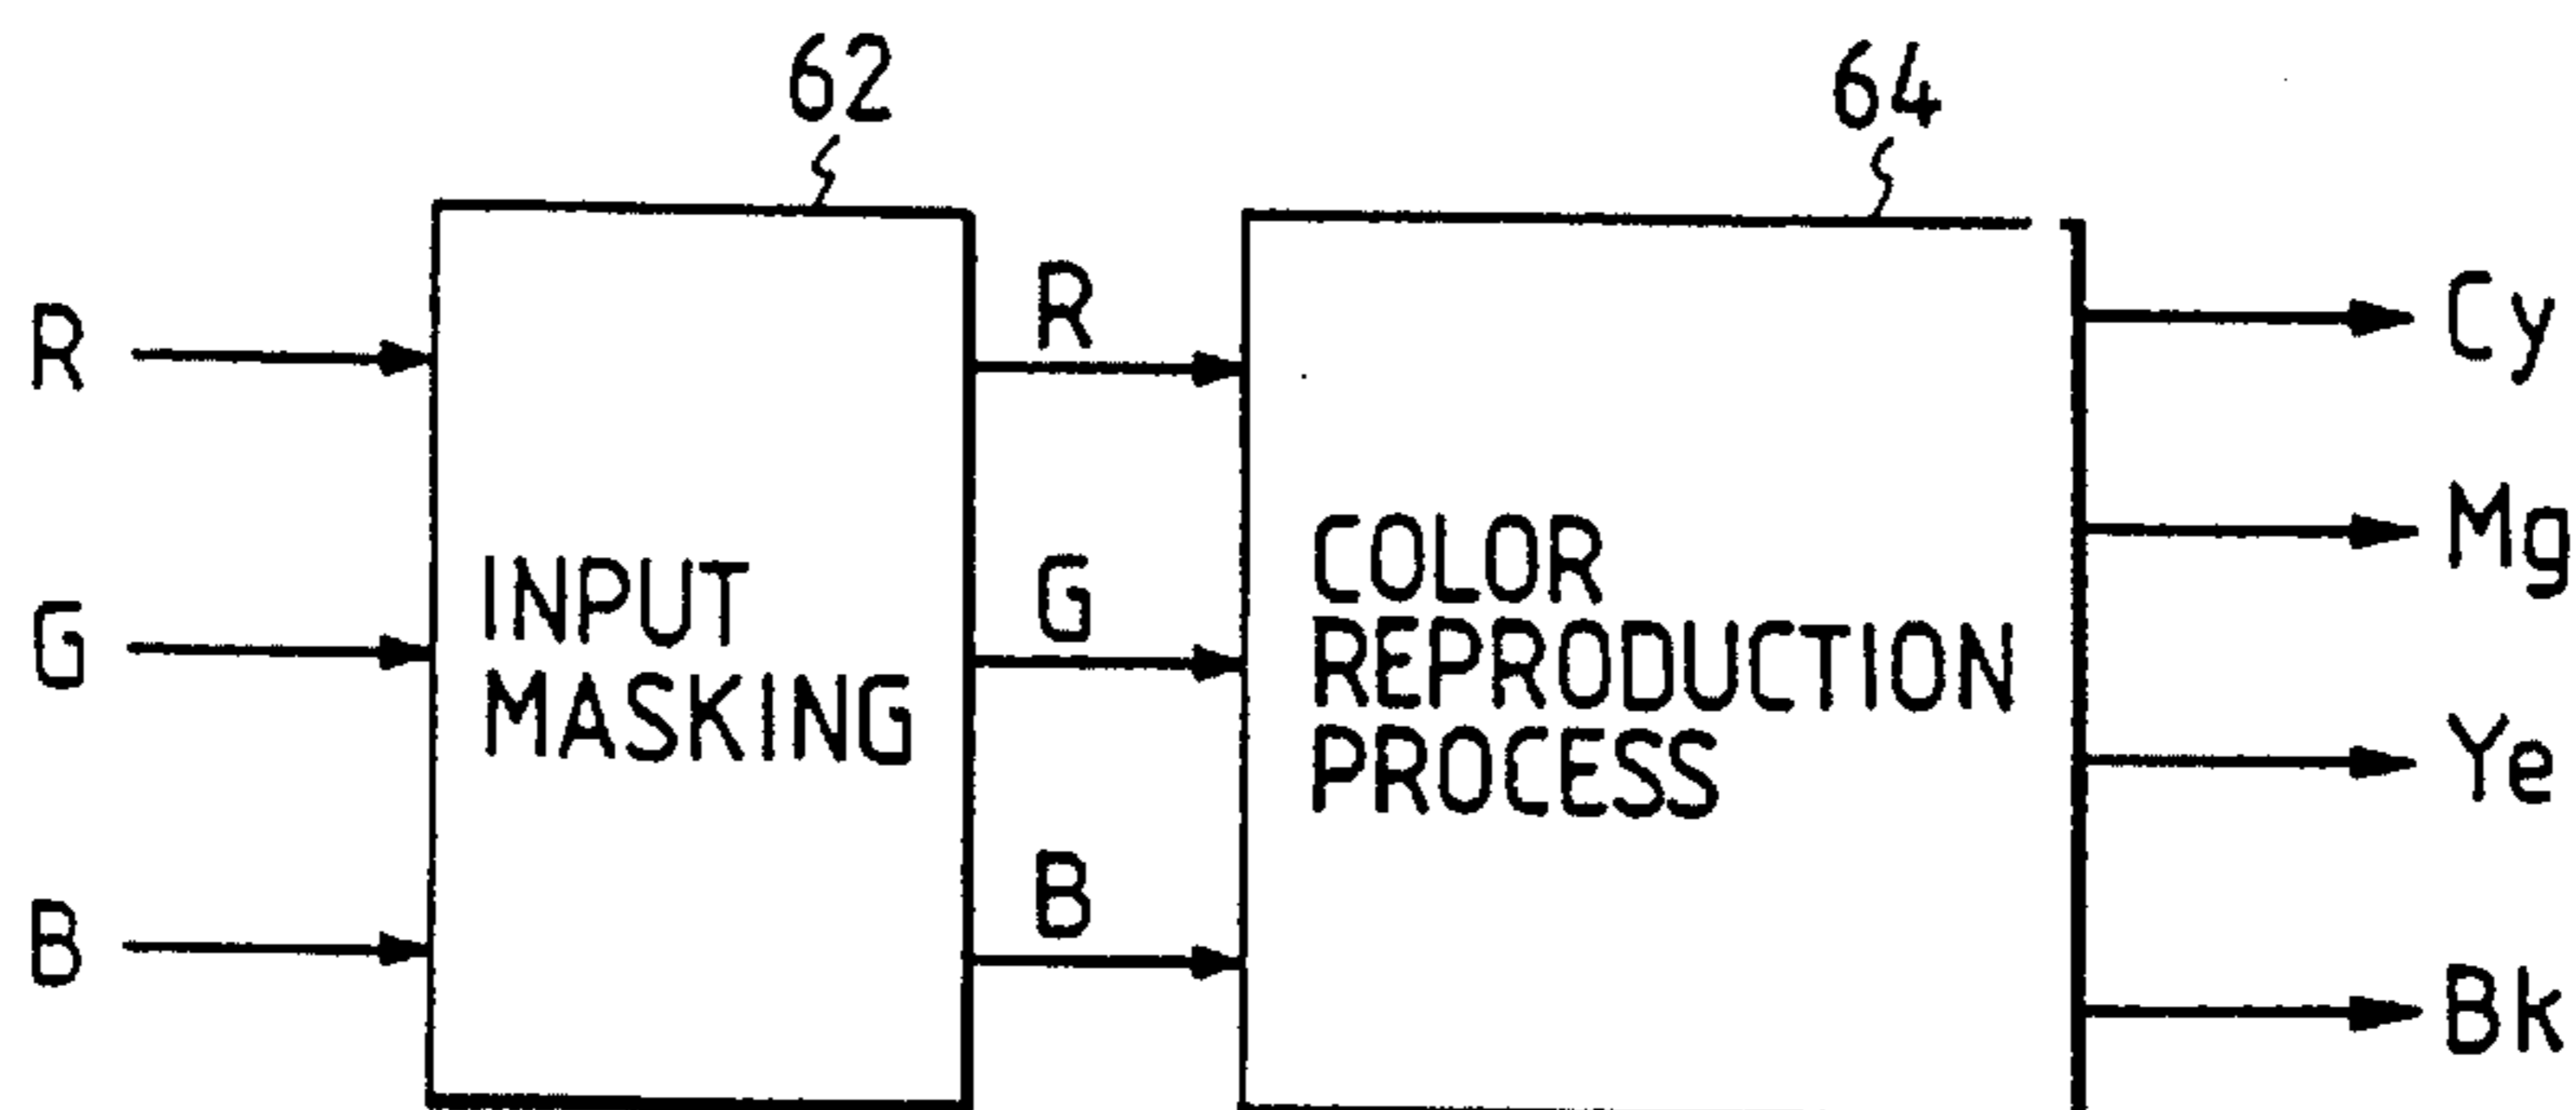 62
64
R
G
B
INPUT
MASKING
R
G
B
COLOR
REPRODUCTION
PROCESS
Cy
Mg
Ye
Bk